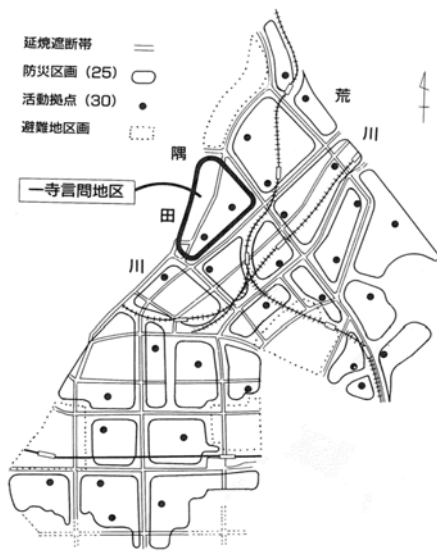 延焼遮断帯
防災区画 (25)
活動拠点 (30)
避難地区画
一寺言問地区
隅
田
川
荒
川